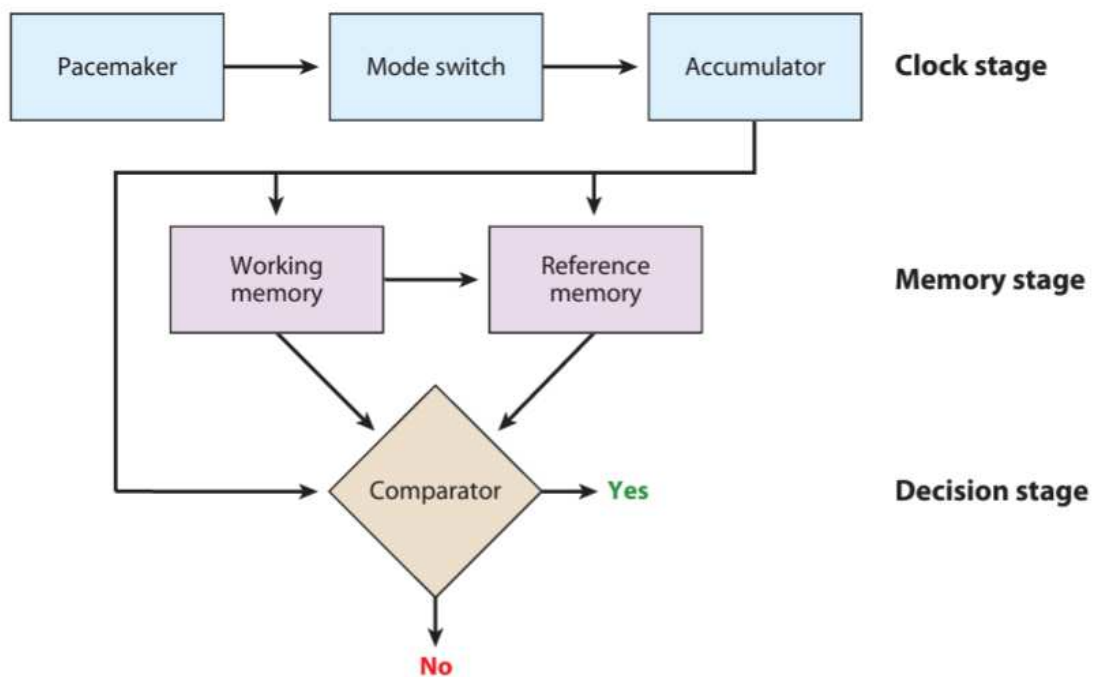 Pacemaker
Mode switch
Accumulator
Clock stage
Working
memory
Reference
memory
Memory stage
Comparator
Yes
Decision stage
No